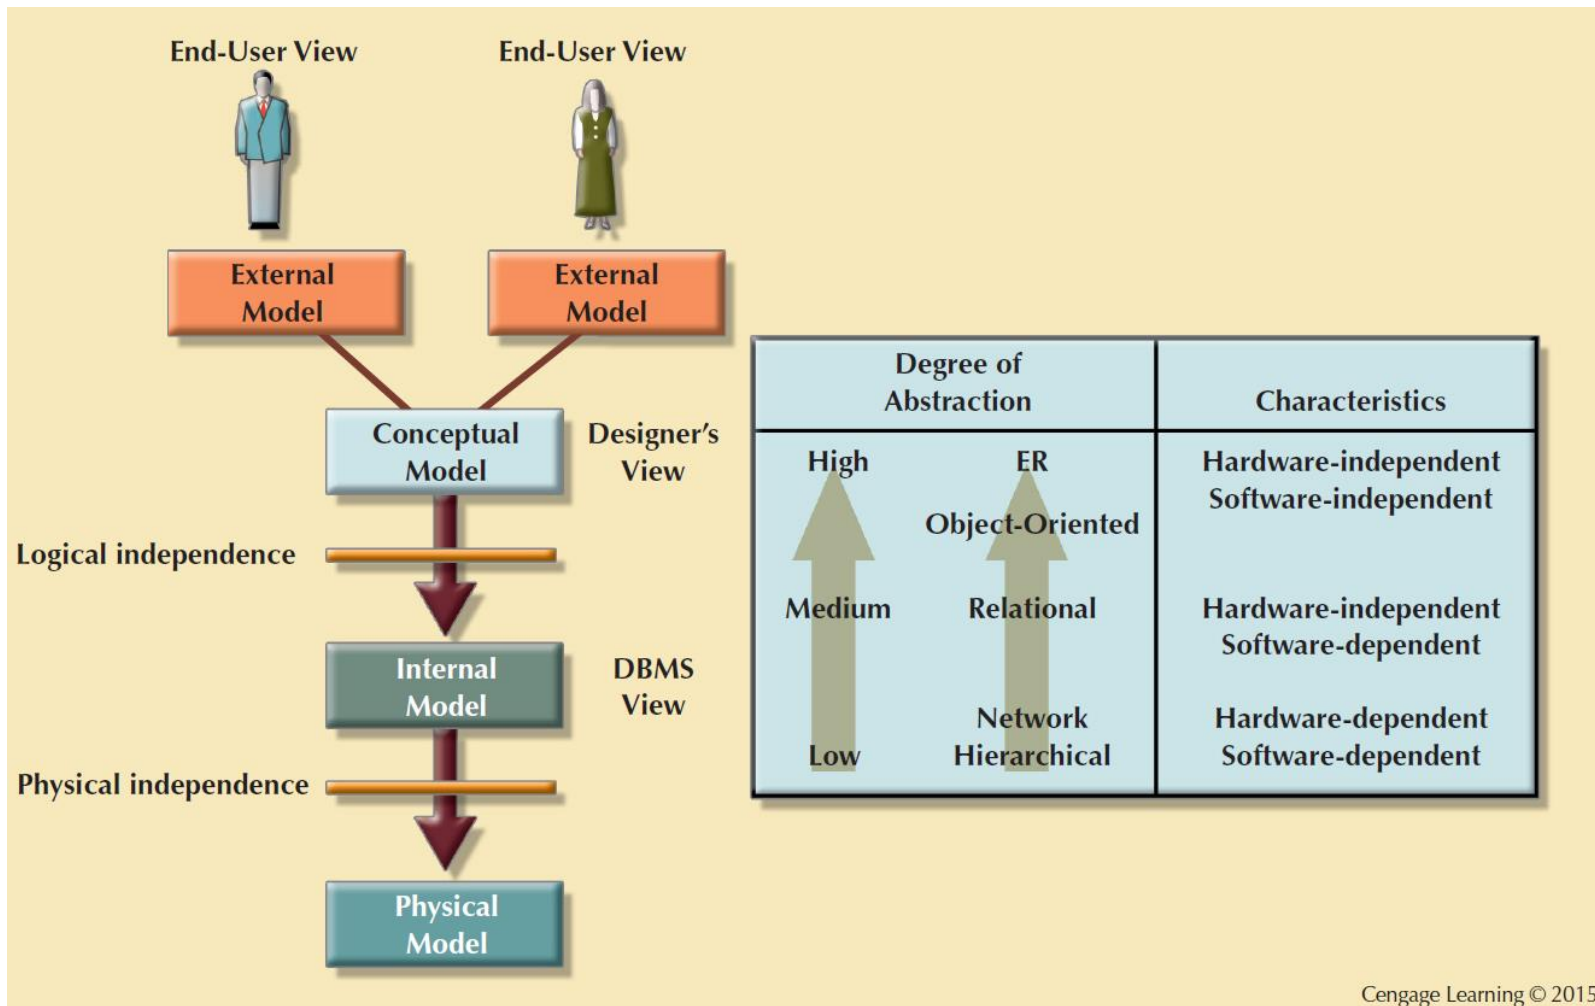 End-User View
End-User View
External
Model
External
Model
Conceptual
Model
Designer's
View
Logical independence
Internal
Model
DBMS
View
Physical independence
Physical
Model
Degree of
Abstraction
Characteristics
High
ER
Hardware-independent
Software-independent
Object-Oriented
Medium
Relational
Hardware-independent
Software-dependent
Low
Network
Hierarchical
Hardware-dependent
Software-dependent
Cengage Learning © 2015